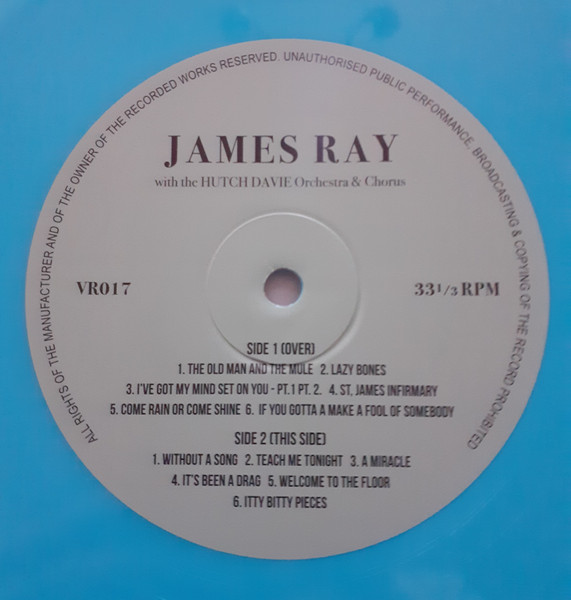 ALL RIGHTS OF THE MANUFACTURER AND OF THE OWNER OF THE RECORDED WORKS RESERVED. UNAUTHORISED PUBLIC PERFORMANCE, BROADCASTING & COPYING OF THE RECORD PROHIBITED
JAMES RAY
with the HUTCH DAVIE Orchestra & Chorus
VR017
33 1/3 RPM
SIDE 1 (OVER)
1. THE OLD MAN AND THE MULE 2. LAZY BONES
3. I'VE GOT MY MIND SET ON YOU - PT.1 PT. 2. 4. ST, JAMES INFIRMARY
5. COME RAIN OR COME SHINE 6. IF YOU GOTTA A MAKE A FOOL OF SOMEBODY
SIDE 2 (THIS SIDE)
1. WITHOUT A SONG 2. TEACH ME TONIGHT 3. A MIRACLE
4. IT'S BEEN A DRAG 5. WELCOME TO THE FLOOR
6. ITTY BITTY PIECES